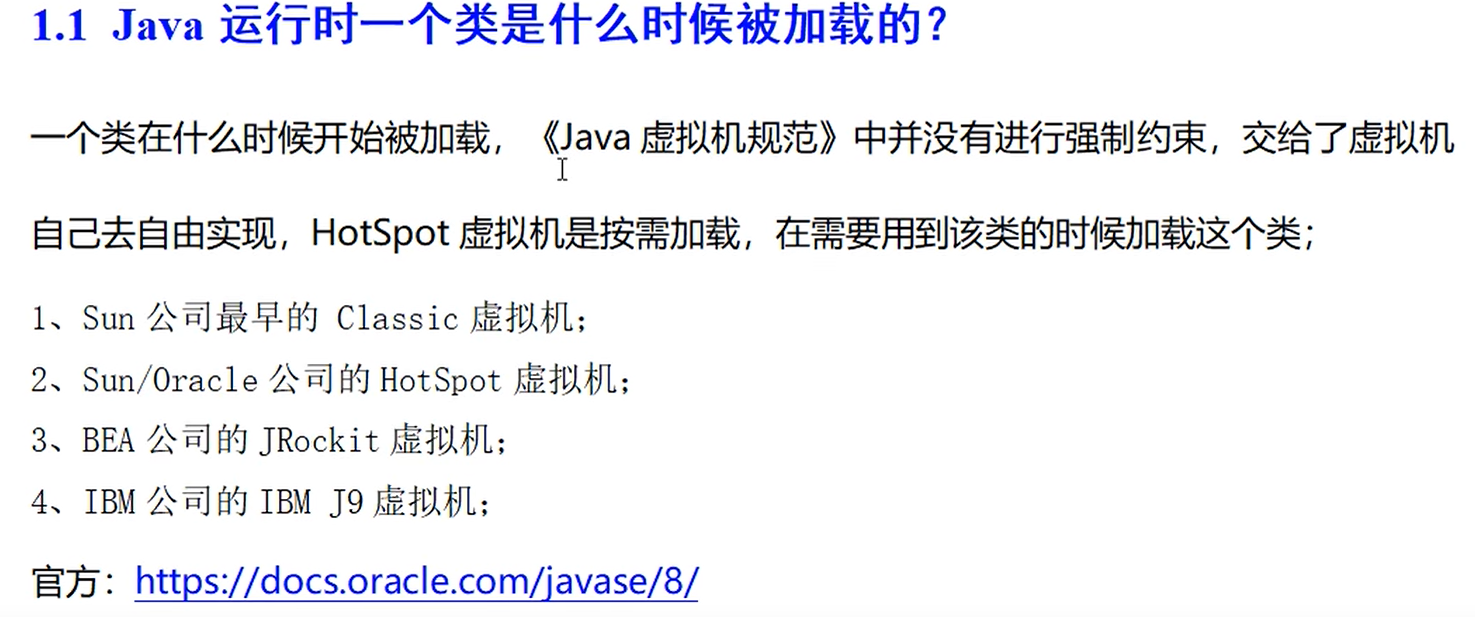 1.1 Java 运行时一个类是什么时候被加载的？
一个类在什么时候开始被加载，《Java 虚拟机规范》中并没有进行强制约束，交给了虚拟机
自己去自由实现，HotSpot 虚拟机是按需加载，在需要用到该类的时候加载这个类；
1、Sun 公司最早的 Classic 虚拟机；
2、Sun/Oracle 公司的 HotSpot 虚拟机；
3、BEA 公司的 JRockit 虚拟机；
4、IBM 公司的 IBM J9 虚拟机；
官方：https://docs.oracle.com/javase/8/